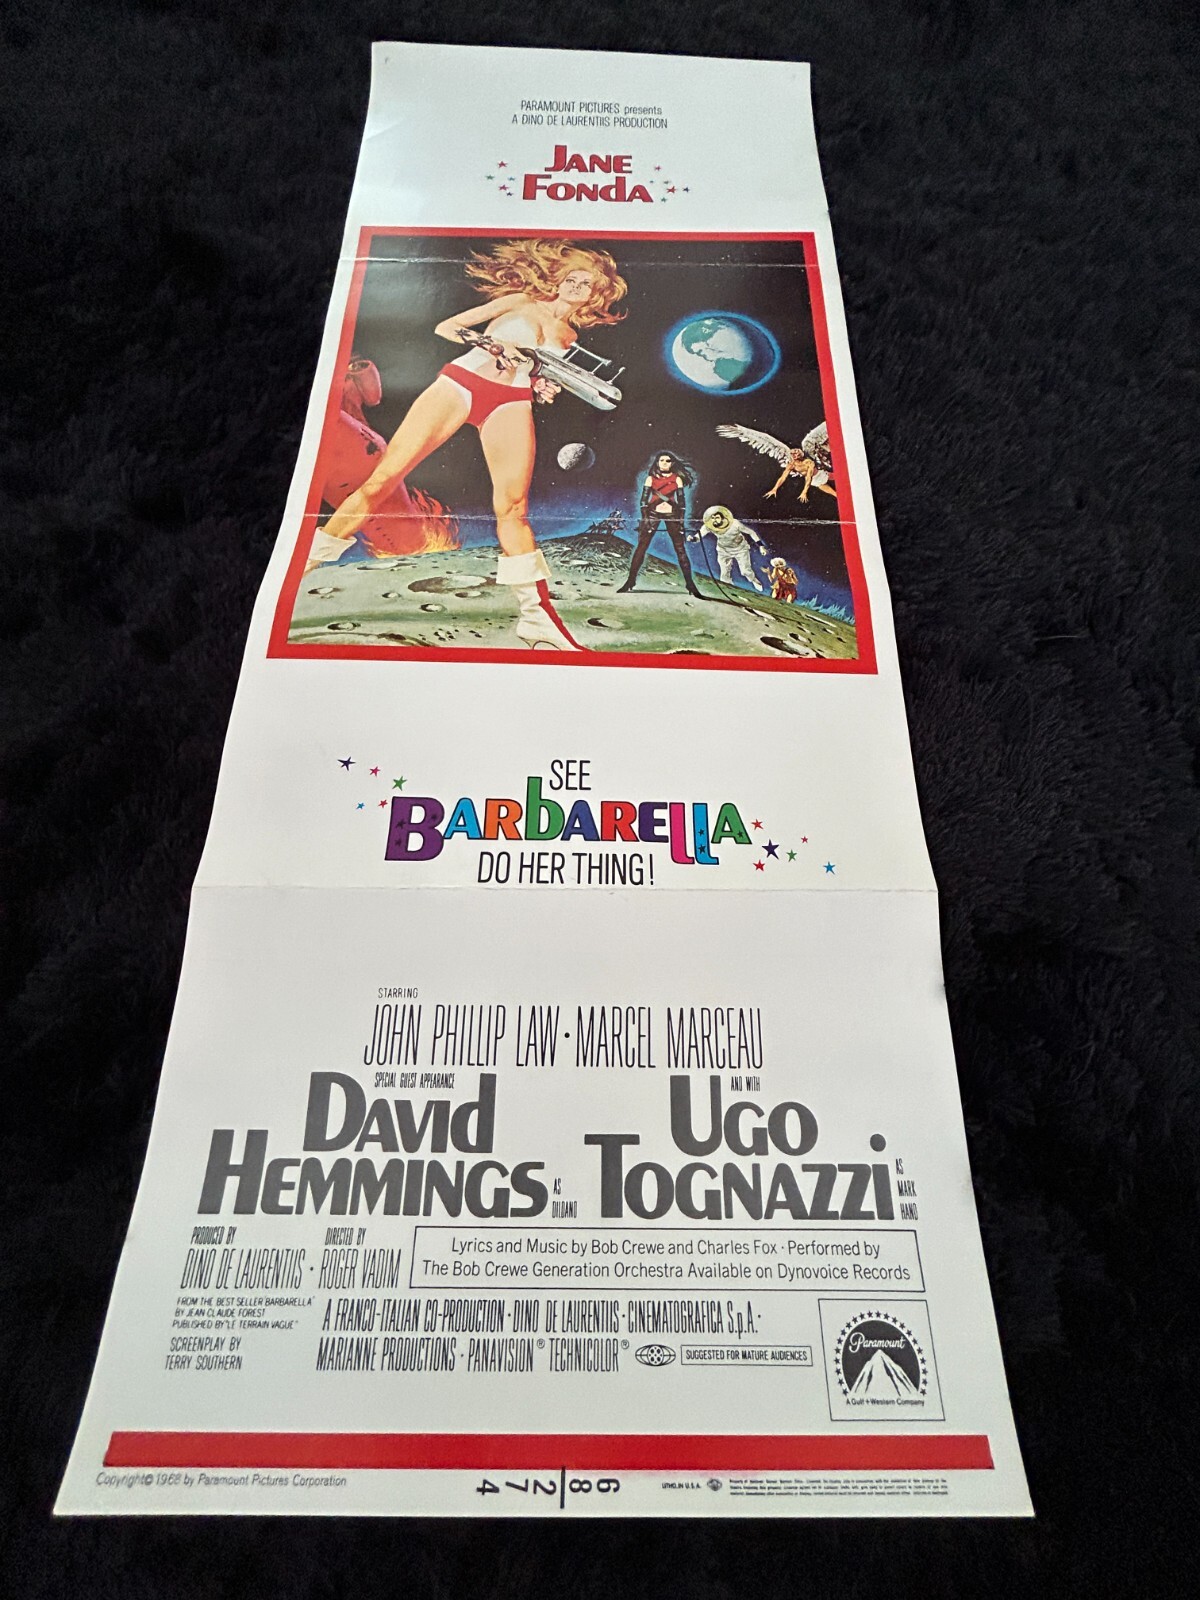 PARAMOUNT PICTURES presents
A DINO DE LAURENTIIS PRODUCTION
JANE
FONDA
SEE
BARBARELLA
DO HER THING!
STARRING
JOHN PHILLIP LAW · MARCEL MARCEAU
SPECIAL GUEST APPEARANCE
DAVID
HEMMINGS
AS
DILDANO
AND WITH
UGO
TOGNAZZI
AS
MARK
HAND
PRODUCED BY
DINO DE LAURENTIIS ·
DIRECTED BY
ROGER VADIM
Lyrics and Music by Bob Crewe and Charles Fox · Performed by
The Bob Crewe Generation Orchestra Available on Dynovoice Records
FROM THE BEST SELLER "BARBARELLA"
BY JEAN CLAUDE FOREST
PUBLISHED BY "LE TERRAIN VAGUE"
SCREENPLAY BY
TERRY SOUTHERN
A FRANCO-ITALIAN CO-PRODUCTION · DINO DE LAURENTIIS · CINEMATOGRAFICA S.p.A. ·
MARIANNE PRODUCTIONS · PANAVISION® TECHNICOLOR®
SUGGESTED FOR MATURE AUDIENCES
Paramount
A Gulf + Western Company
Copyright © 1968 by Paramount Pictures Corporation
68
274
LITHO. IN U.S.A.